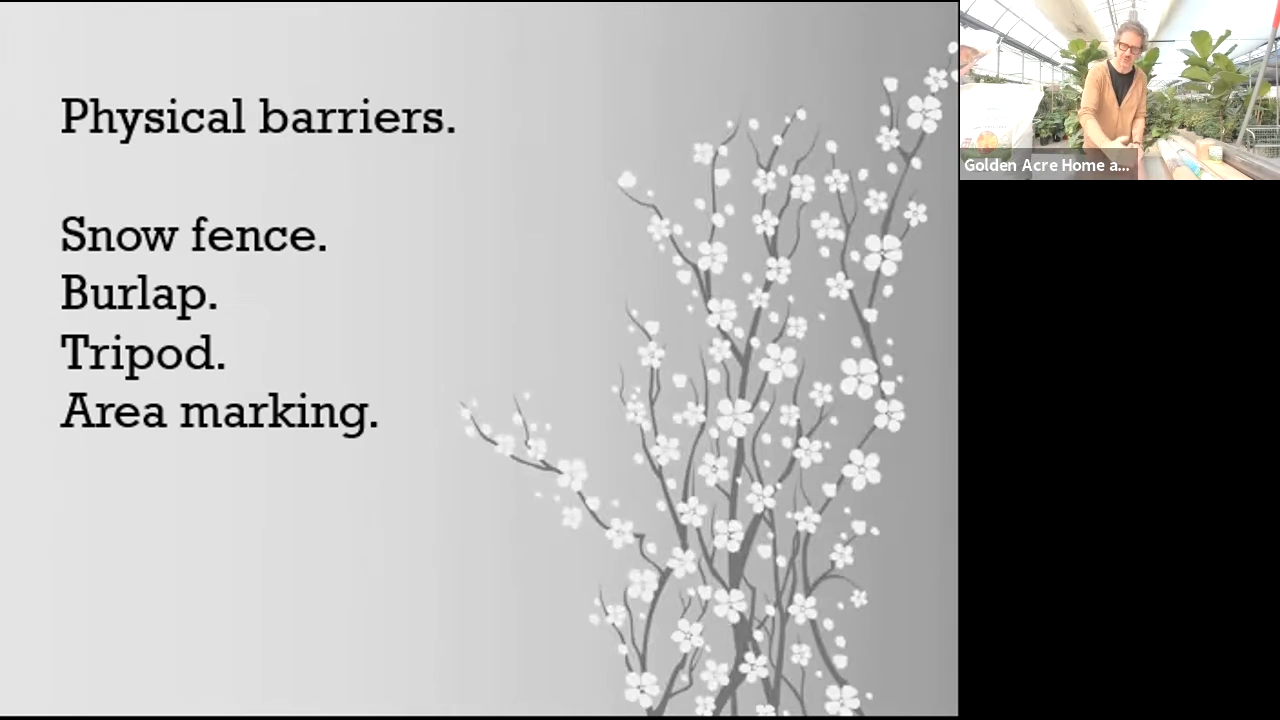 Physical barriers.
Snow fence.
Burlap.
Tripod.
Area marking.
Golden Acre Home a...